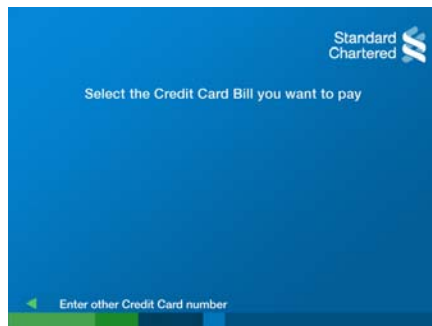 Standard
Chartered
Select the Credit Card Bill you want to pay
Enter other Credit Card number